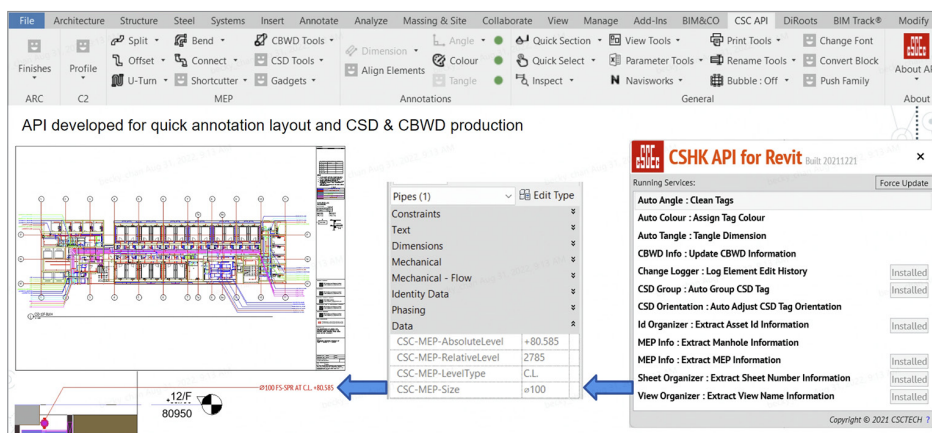 File Architecture Structure Steel Systems Insert Annotate Analyze Massing & Site Collaborate View Manage Add-Ins BIM&CO CSC API DiRoots BIM Track® Modify
Split Bend CBWD Tools Dimension Angle Quick Section View Tools Print Tools Change Font
Finishes Profile Offset Connect CSD Tools Align Elements Colour Quick Select Parameter Tools Rename Tools Convert Block About
U-Turn Shortcutter Gadgets Tangle Inspect Navisworks Bubble : Off Push Family
ARC C2 MEP Annotations General About
API developed for quick annotation layout and CSD & CBWD production
CSHK API for Revit Built 20211221
Running Services: Force Update
Auto Angle : Clean Tags
Auto Colour : Assign Tag Colour
Auto Tangle : Tangle Dimension
CBWD Info : Update CBWD Information
Change Logger : Log Element Edit History Installed
CSD Group : Auto Group CSD Tag Installed
CSD Orientation : Auto Adjust CSD Tag Orientation
Id Organizer : Extract Asset Id Information Installed
MEP Info : Extract Manhole Information
MEP Info : Extract MEP Information Installed
Sheet Organizer : Extract Sheet Number Information Installed
View Organizer : Extract View Name Information Installed
Copyright © 2021 CSCTECH ?
Pipes (1) Edit Type
Constraints
Text
Dimensions
Mechanical
Mechanical - Flow
Identity Data
Phasing
Data
CSC-MEP-AbsoluteLevel +80.585
CSC-MEP-RelativeLevel 2785
CSC-MEP-LevelType C.L.
CSC-MEP-Size ø100
Ø100 FS-SPR AT C.L. +80.585
12/F
80950